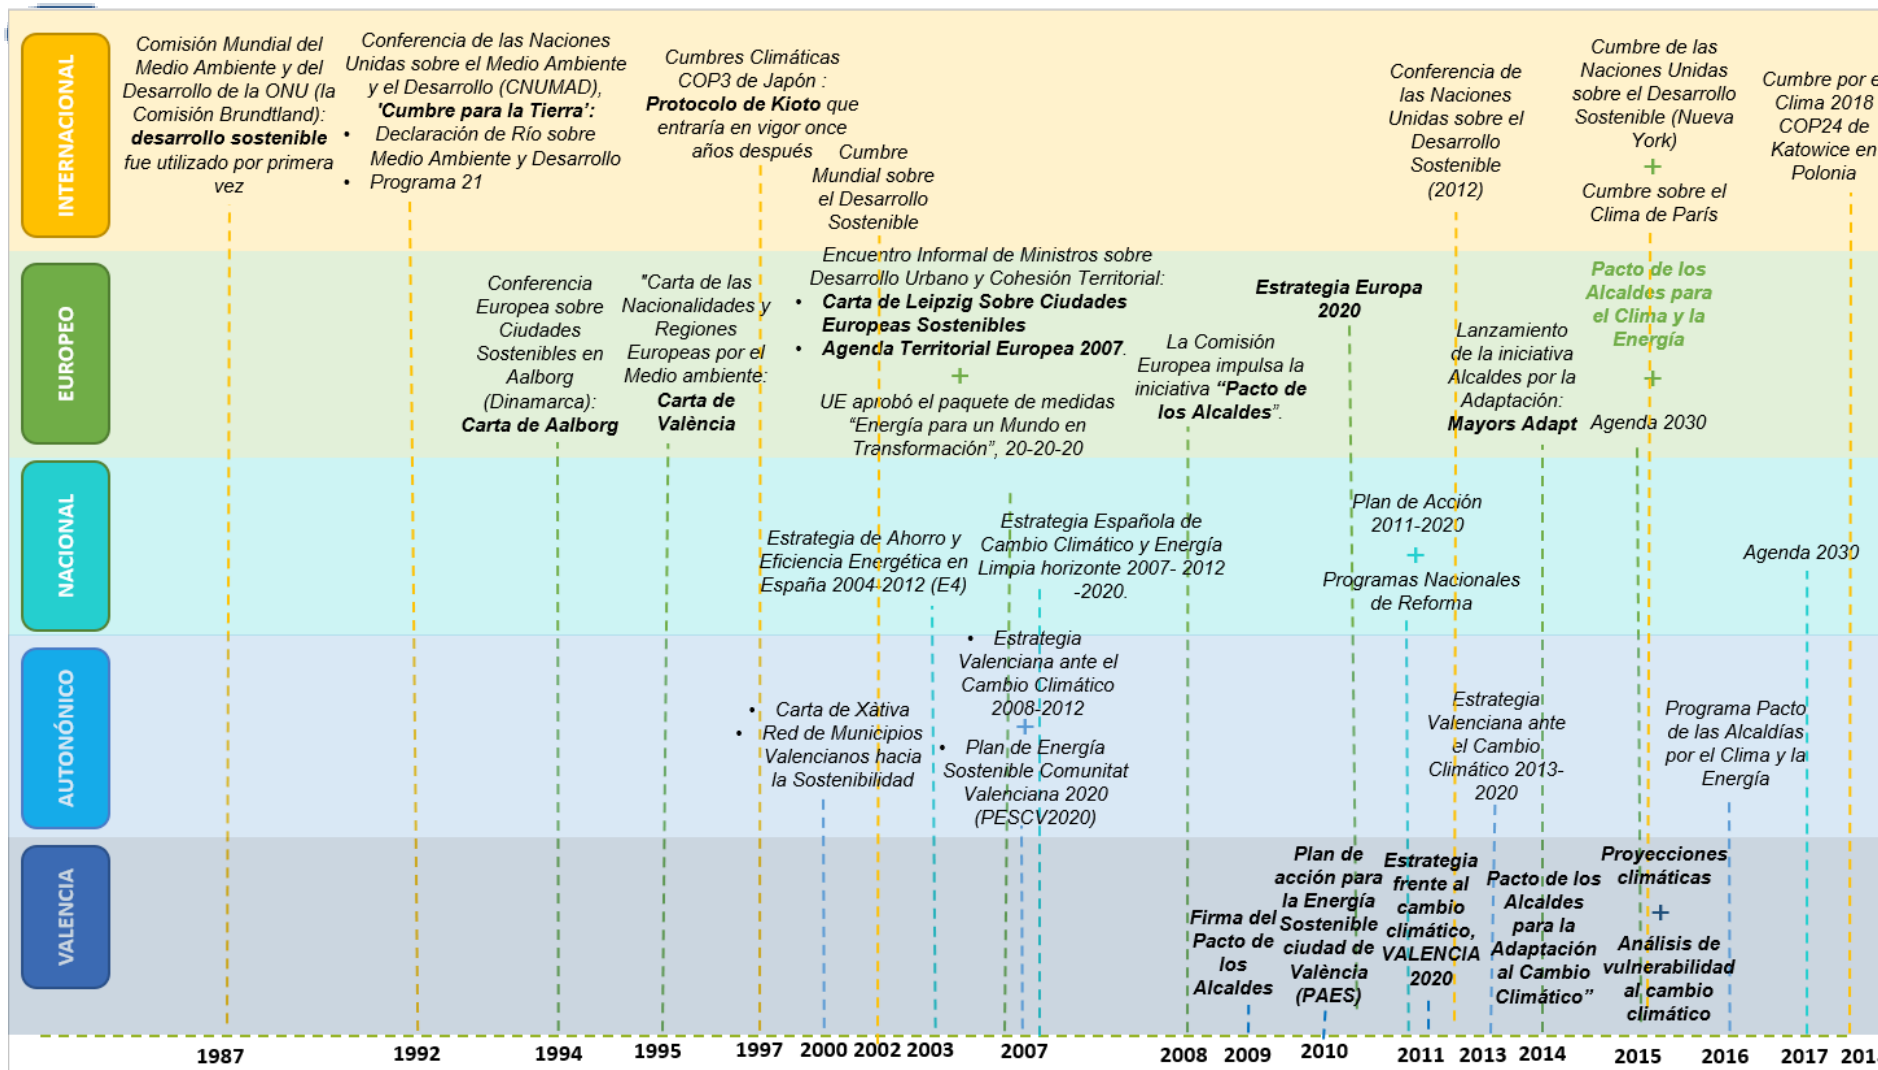 INTERNACIONAL
Comisión Mundial del
Medio Ambiente y del
Desarrollo de la ONU (la
Comisión Brundtland):
desarrollo sostenible
fue utilizado por primera
vez
Conferencia de las Naciones
Unidas sobre el Medio Ambiente
y el Desarrollo (CNUMAD),
'Cumbre para la Tierra':
• Declaración de Río sobre
Medio Ambiente y Desarrollo
• Programa 21
Cumbres Climáticas
COP3 de Japón :
Protocolo de Kioto que
entraría en vigor once
años después
Cumbre
Mundial sobre
el Desarrollo
Sostenible
Conferencia de
las Naciones
Unidas sobre el
Desarrollo
Sostenible
(2012)
Cumbre de las
Naciones Unidas
sobre el Desarrollo
Sostenible (Nueva
York)
+
Cumbre sobre el
Clima de París
Cumbre por e
Clima 2018
COP24 de
Katowice en
Polonia
EUROPEO
Conferencia
Europea sobre
Ciudades
Sostenibles en
Aalborg
(Dinamarca):
Carta de Aalborg
"Carta de las
Nacionalidades y
Regiones
Europeas por el
Medio ambiente:
Carta de
València
Encuentro Informal de Ministros sobre
Desarrollo Urbano y Cohesión Territorial:
• Carta de Leipzig Sobre Ciudades
Europeas Sostenibles
• Agenda Territorial Europea 2007.
+
UE aprobó el paquete de medidas
“Energía para un Mundo en
Transformación”, 20-20-20
La Comisión
Europea impulsa la
iniciativa “Pacto de
los Alcaldes”.
Estrategia Europa
2020
Lanzamiento
de la iniciativa
Alcaldes por la
Adaptación:
Mayors Adapt
Pacto de los
Alcaldes para
el Clima y la
Energía
+
Agenda 2030
NACIONAL
Estrategia de Ahorro y
Eficiencia Energética en
España 2004-2012 (E4)
Estrategia Española de
Cambio Climático y Energía
Limpia horizonte 2007- 2012
-2020.
Plan de Acción
2011-2020
+
Programas Nacionales
de Reforma
Agenda 2030
AUTONÓNICO
• Carta de Xàtiva
• Red de Municipios
Valencianos hacia
la Sostenibilidad
• Estrategia
Valenciana ante el
Cambio Climático
2008-2012
+
• Plan de Energía
Sostenible Comunitat
Valenciana 2020
(PESCV2020)
Estrategia
Valenciana ante
el Cambio
Climático 2013-
2020
Programa Pacto
de las Alcaldías
por el Clima y la
Energía
VALENCIA
Firma del
Pacto de
los
Alcaldes
Plan de
acción para
la Energía
Sostenible
ciudad de
València
(PAES)
Estrategia
frente al
cambio
climático,
VALENCIA
2020
Pacto de los
Alcaldes
para la
Adaptación
al Cambio
Climático”
Proyecciones
climáticas
+
Análisis de
vulnerabilidad
al cambio
climático
1987 1992 1994 1995 1997 2000 2002 2003 2007 2008 2009 2010 2011 2013 2014 2015 2016 2017